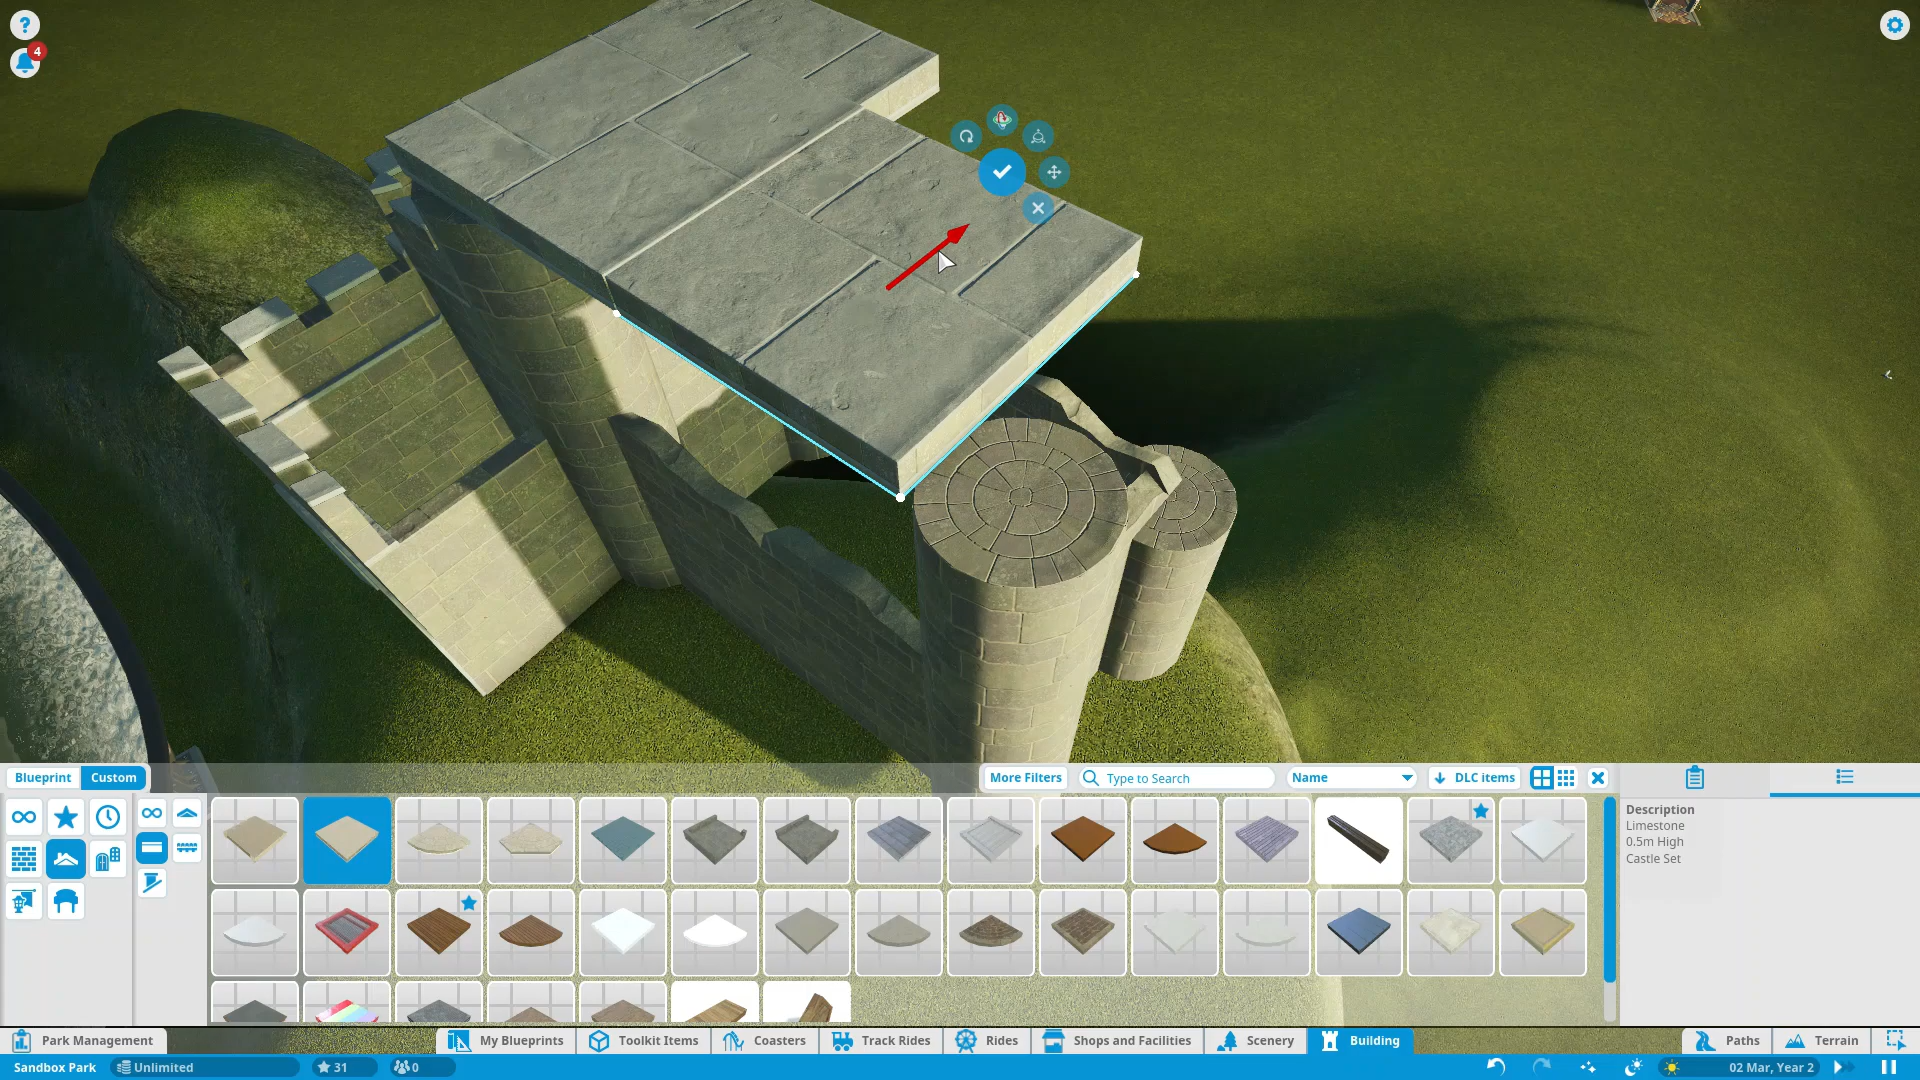 ?
4
Blueprint
Custom
More Filters
Type to Search
Name
DLC items
Description
Limestone
0.5m High
Castle Set
Park Management
My Blueprints
Toolkit Items
Coasters
Track Rides
Rides
Shops and Facilities
Scenery
Building
Paths
Terrain
Sandbox Park
Unlimited
31
0
02 Mar, Year 2